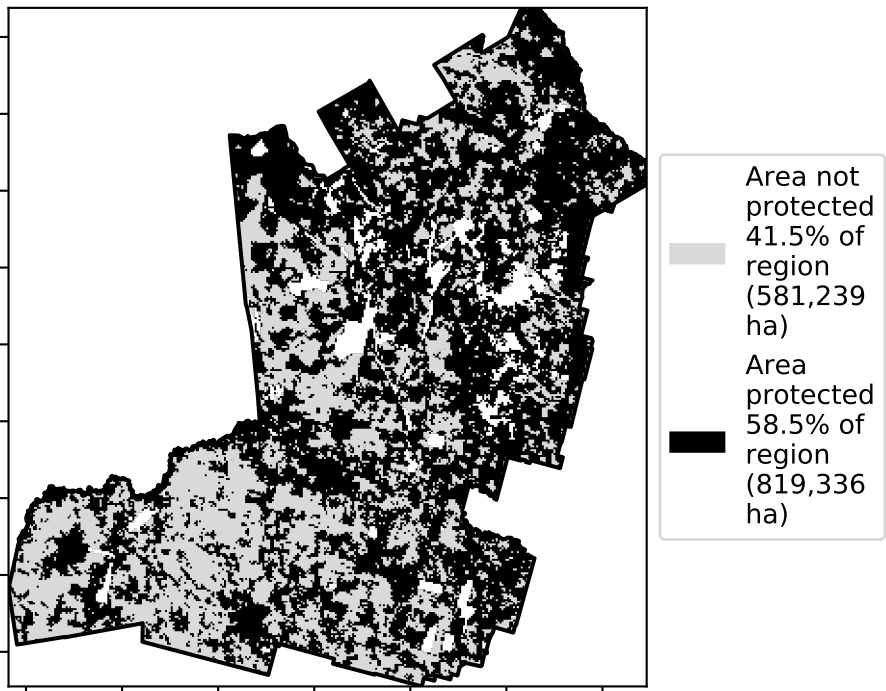 Area not
protected
41.5% of
region
(581,239
ha)
Area
protected
58.5% of
region
(819,336
ha)